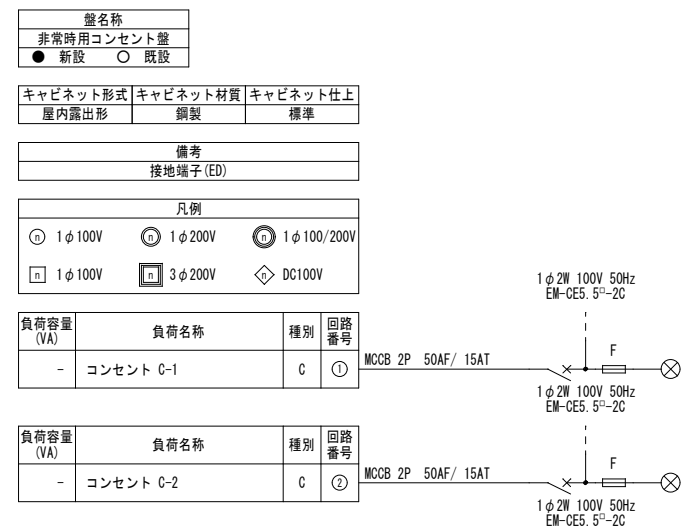 盤名称
非常時用コンセント盤
● 新設 ○ 既設
キャビネット形式 キャビネット材質 キャビネット仕上
屋内露出形 鋼製 標準
備考
接地端子(ED)
凡例
n 1φ100V n 1φ200V n 1φ100/200V
n 1φ100V n 3φ200V n DC100V
1φ2W 100V 50Hz
EM-CE5.5□-2C
負荷容量(VA) 負荷名称 種別 回路番号
- コンセント C-1 C ① MCCB 2P 50AF/ 15AT F
1φ2W 100V 50Hz
EM-CE5.5□-2C
負荷容量(VA) 負荷名称 種別 回路番号
- コンセント C-2 C ② MCCB 2P 50AF/ 15AT F
1φ2W 100V 50Hz
EM-CE5.5□-2C